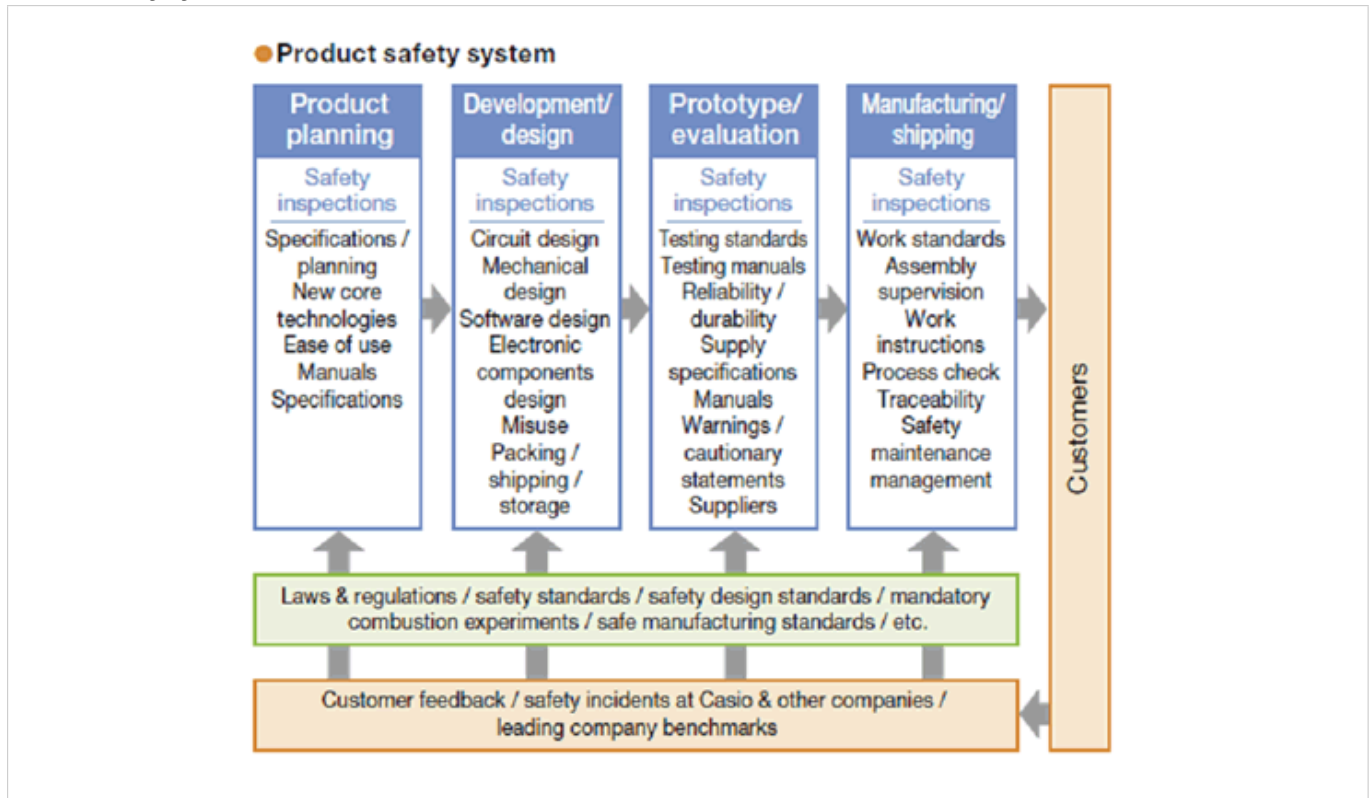 Product safety system
Product
planning
Safety
inspections
Specifications /
planning
New core
technologies
Ease of use
Manuals
Specifications
Development/
design
Safety
inspections
Circuit design
Mechanical
design
Software design
Electronic
components
design
Misuse
Packing /
shipping /
storage
Prototype/
evaluation
Safety
inspections
Testing standards
Testing manuals
Reliability /
durability
Supply
specifications
Manuals
Warnings /
cautionary
statements
Suppliers
Manufacturing/
shipping
Safety
inspections
Work standards
Assembly
supervision
Work
instructions
Process check
Traceability
Safety
maintenance
management
Customers
Laws & regulations / safety standards / safety design standards / mandatory
combustion experiments / safe manufacturing standards / etc.
Customer feedback / safety incidents at Casio & other companies /
leading company benchmarks